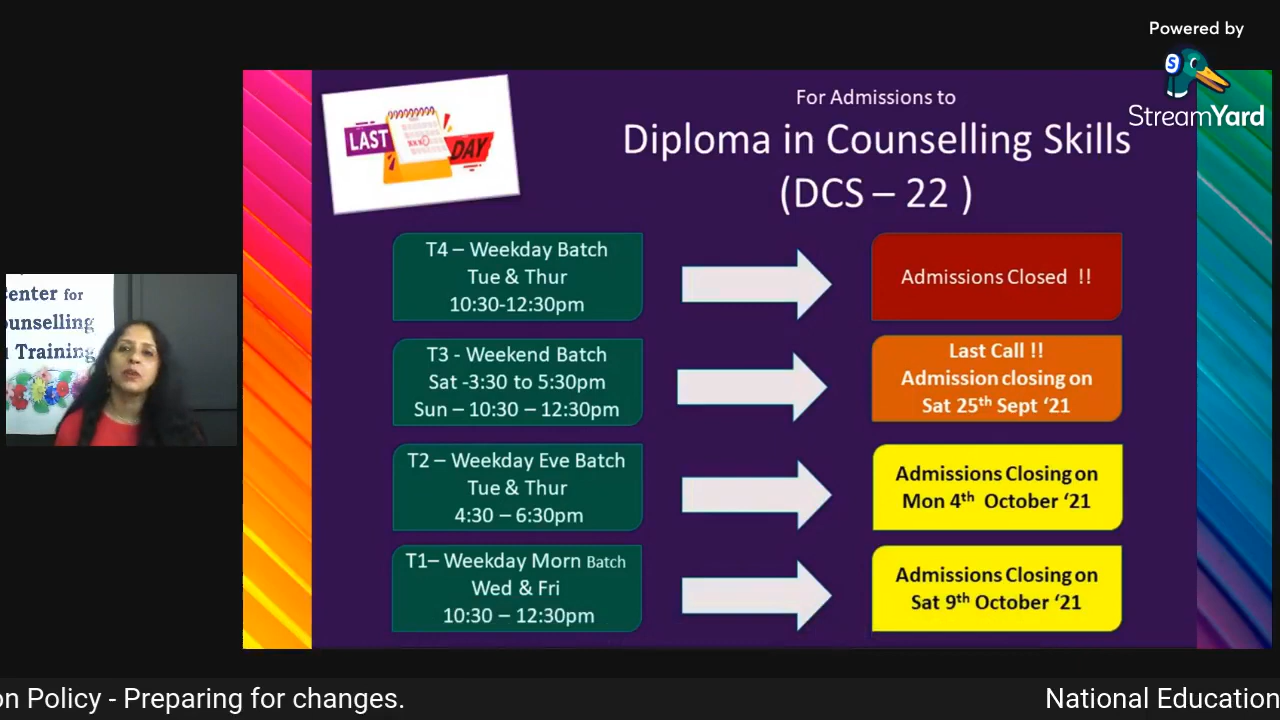 Powered by
StreamYard
LAST
DAY
For Admissions to
Diploma in Counselling Skills
(DCS – 22 )
T4 – Weekday Batch
Tue & Thur
10:30-12:30pm
Admissions Closed !!
T3 - Weekend Batch
Sat -3:30 to 5:30pm
Sun – 10:30 – 12:30pm
Last Call !!
Admission closing on
Sat 25th Sept ‘21
T2 – Weekday Eve Batch
Tue & Thur
4:30 – 6:30pm
Admissions Closing on
Mon 4th October ‘21
T1– Weekday Morn Batch
Wed & Fri
10:30 – 12:30pm
Admissions Closing on
Sat 9th October ‘21
enter for
ounselling
Training
on Policy - Preparing for changes.
National Education